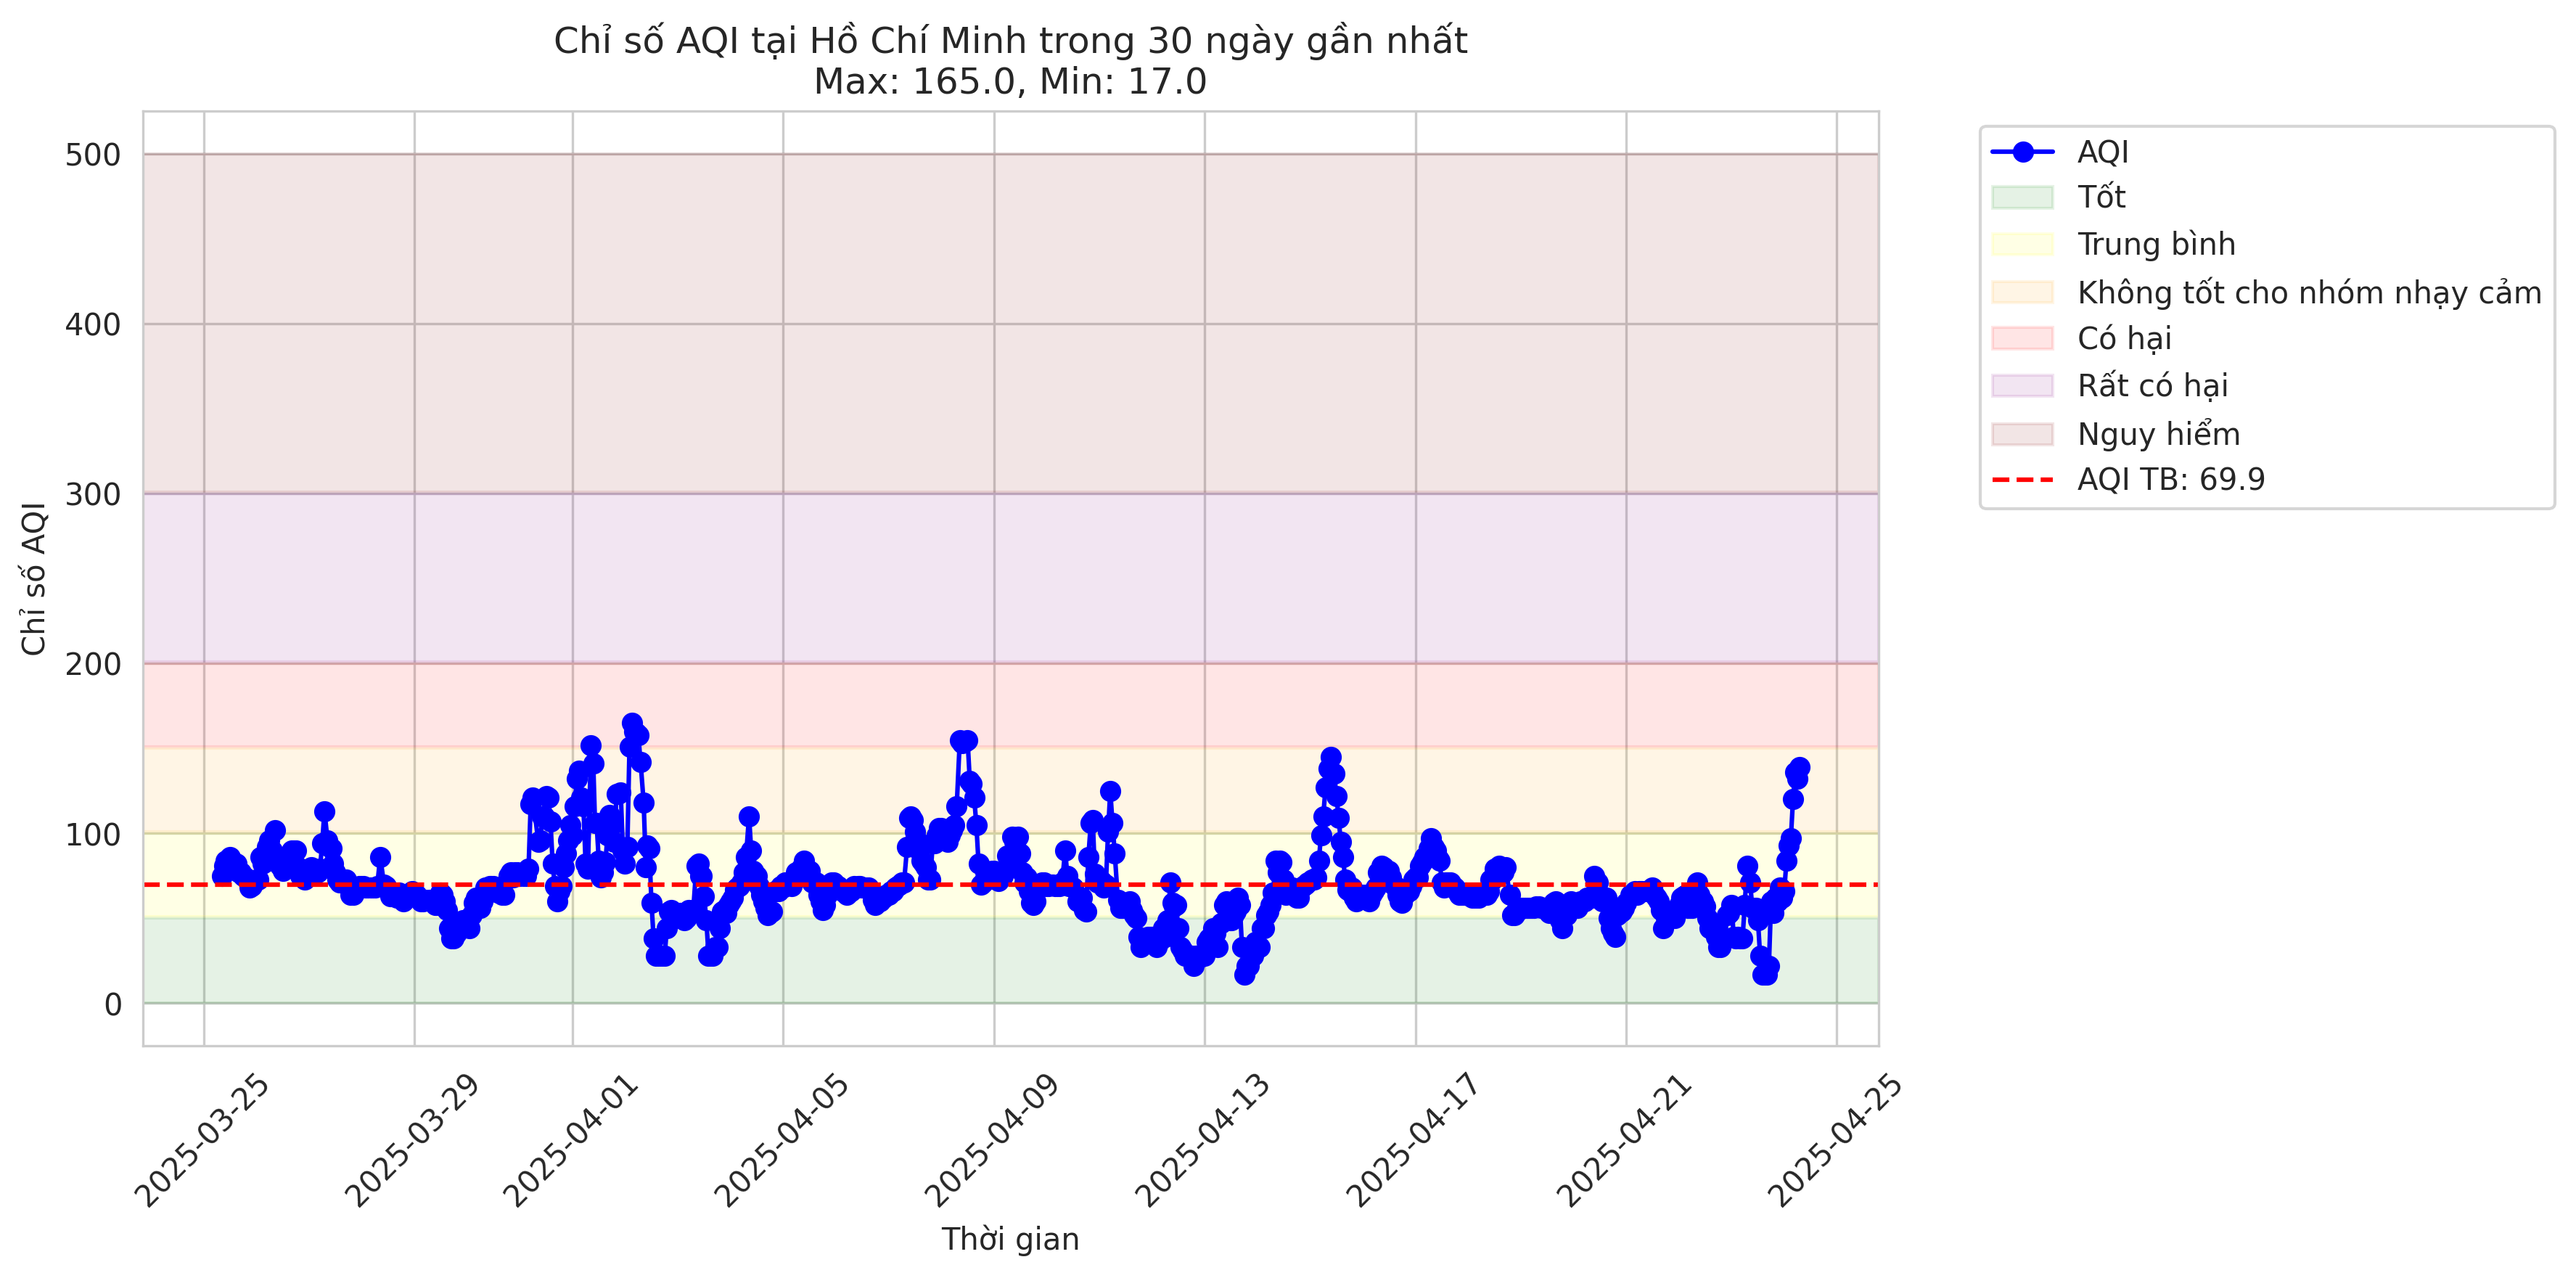 Chỉ số AQI tại Hồ Chí Minh trong 30 ngày gần nhất
Max: 165.0, Min: 17.0
Chỉ số AQI
500
400
300
200
100
0
2025-03-25
2025-03-29
2025-04-01
2025-04-05
2025-04-09
2025-04-13
2025-04-17
2025-04-21
2025-04-25
Thời gian
AQI
Tốt
Trung bình
Không tốt cho nhóm nhạy cảm
Có hại
Rất có hại
Nguy hiểm
AQI TB: 69.9